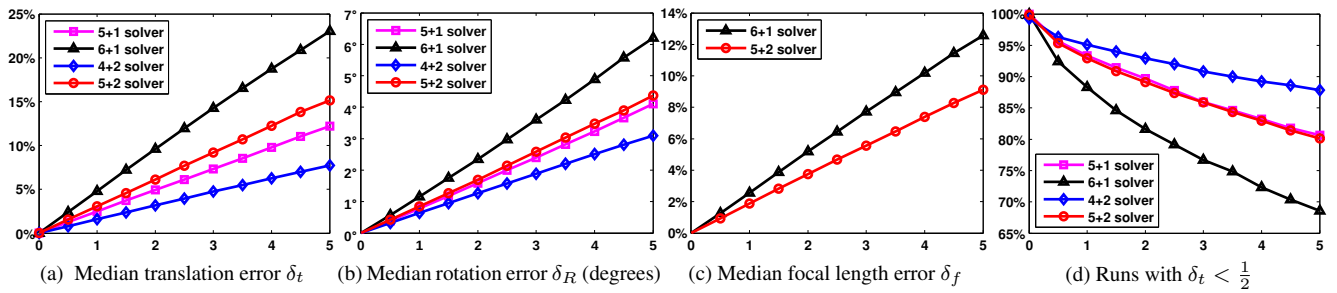 25%
20%
15%
10%
5%
0%
0 1 2 3 4 5
5+1 solver
6+1 solver
4+2 solver
5+2 solver
(a) Median translation error δt
7°
6°
5°
4°
3°
2°
1°
0°
0 1 2 3 4 5
5+1 solver
6+1 solver
4+2 solver
5+2 solver
(b) Median rotation error δR (degrees)
14%
12%
10%
8%
6%
4%
2%
0%
0 1 2 3 4 5
6+1 solver
5+2 solver
(c) Median focal length error δf
100%
95%
90%
85%
80%
75%
70%
65%
0 1 2 3 4 5
5+1 solver
6+1 solver
4+2 solver
5+2 solver
(d) Runs with δt < 1/2